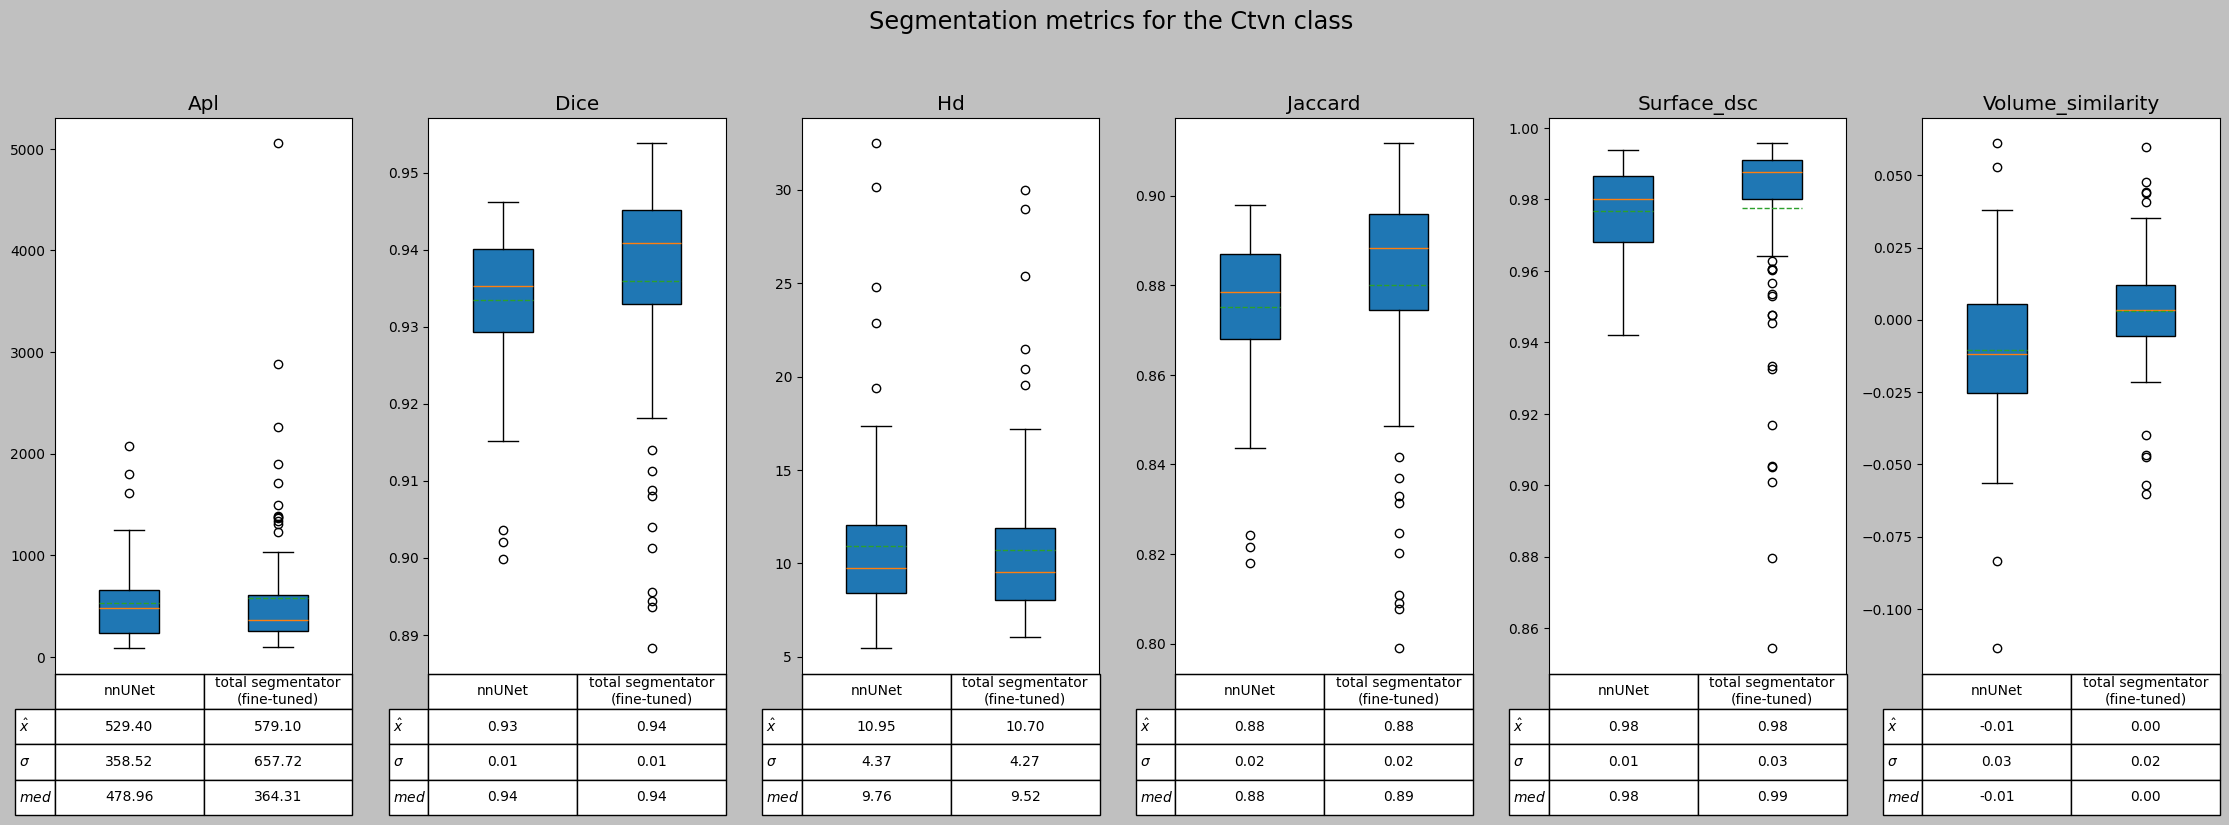 Segmentation metrics for the Ctvn class
Apl
5000
4000
3000
2000
1000
0
nnUNet total segmentator
(fine-tuned)
x̂ 529.40 579.10
σ 358.52 657.72
med 478.96 364.31
Dice
0.95
0.94
0.93
0.92
0.91
0.90
0.89
nnUNet total segmentator
(fine-tuned)
x̂ 0.93 0.94
σ 0.01 0.01
med 0.94 0.94
Hd
30
25
20
15
10
5
nnUNet total segmentator
(fine-tuned)
x̂ 10.95 10.70
σ 4.37 4.27
med 9.76 9.52
Jaccard
0.90
0.88
0.86
0.84
0.82
0.80
nnUNet total segmentator
(fine-tuned)
x̂ 0.88 0.88
σ 0.02 0.02
med 0.88 0.89
Surface_dsc
1.00
0.98
0.96
0.94
0.92
0.90
0.88
0.86
nnUNet total segmentator
(fine-tuned)
x̂ 0.98 0.98
σ 0.01 0.03
med 0.98 0.99
Volume_similarity
0.050
0.025
0.000
−0.025
−0.050
−0.075
−0.100
nnUNet total segmentator
(fine-tuned)
x̂ -0.01 0.00
σ 0.03 0.02
med -0.01 0.00